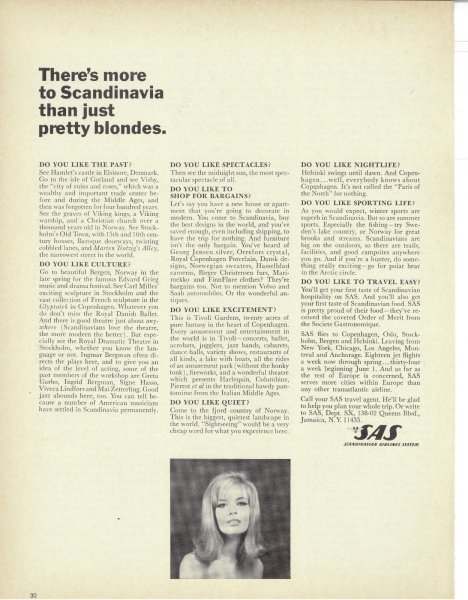 There's more
to Scandinavia
than just
pretty blondes.
DO YOU LIKE THE PAST?
See Hamlet's castle in Elsinore, Denmark.
Go to the isle of Gotland and see Visby,
the "city of ruins and roses," which was a
wealthy and important trade center be-
fore and during the Middle Ages, and
then was forgotten for four hundred years.
See the graves of Viking kings, a Viking
warship, and a Christian church over a
thousand years old in Norway. See Stock-
holm's Old Town, with 15th and 16th cen-
tury houses, Baroque doorways, twisting
cobbled lanes, and Marten Trotzig's Alley,
the narrowest street in the world.
DO YOU LIKE CULTURE?
Go to beautiful Bergen, Norway in the
late spring for the famous Edvard Grieg
music and drama festival. See Carl Milles'
exciting sculpture in Stockholm and the
vast collection of French sculpture in the
Glyptotek in Copenhagen. Whatever you
do don't miss the Royal Danish Ballet.
And there is good theatre just about any-
where (Scandinavians love the theatre,
the more modern the better). But espe-
cially see the Royal Dramatic Theatre in
Stockholm, whether you know the lan-
guage or not. Ingmar Bergman often di-
rects the plays here, and to give you an
idea of the level of acting, some of the
past members of the workshop are Greta
Garbo, Ingrid Bergman, Signe Hasso,
Viveca Lindfors and Mai Zetterling. Good
jazz abounds here, too. You can tell be-
cause a number of American musicians
have settled in Scandinavia permanently.
DO YOU LIKE SPECTACLES?
Then see the midnight sun, the most spec-
tacular spectacle of all.
DO YOU LIKE TO
SHOP FOR BARGAINS?
Let's say you have a new house or apart-
ment that you're going to decorate in
modern. You come to Scandinavia, buy
the best designs in the world, and you've
saved enough, even including shipping, to
have the trip for nothing. And furniture
isn't the only bargain. You've heard of
Georg Jensen silver, Orrefors crystal,
Royal Copenhagen Porcelain, Dansk de-
signs, Norwegian sweaters, Hasselblad
cameras, Birger Christensen furs, Mari-
mekko and FinnFlare clothes? They're
bargains too. Not to mention Volvo and
Saab automobiles. Or the wonderful an-
tiques.
DO YOU LIKE EXCITEMENT?
This is Tivoli Gardens, twenty acres of
pure fantasy in the heart of Copenhagen.
Every amusement and entertainment in
the world is in Tivoli—concerts, ballet,
acrobats, jugglers, jazz bands, cabarets,
dance halls, variety shows, restaurants of
all kinds, a lake with boats, all the rides
of an amusement park (without the honky
tonk), fireworks, and a wonderful theatre
which presents Harlequin, Columbine,
Pierrot et al in the traditional bawdy pan-
tomime from the Italian Middle Ages.
DO YOU LIKE QUIET?
Come to the fjord country of Norway.
This is the biggest, quietest landscape in
the world. "Sightseeing" would be a very
cheap word for what you experience here.
DO YOU LIKE NIGHTLIFE?
Helsinki swings until dawn. And Copen-
hagen...well, everybody knows about
Copenhagen. It's not called the "Paris of
the North" for nothing.
DO YOU LIKE SPORTING LIFE?
As you would expect, winter sports are
superb in Scandinavia. But so are summer
sports. Especially the fishing—try Swe-
den's lake country, or Norway for great
brooks and streams. Scandinavians are
big on the outdoors, so there are trails,
facilities, and good campsites anywhere
you go. And if you're a hunter, do some-
thing really exciting—go for polar bear
in the Arctic circle.
DO YOU LIKE TO TRAVEL EASY?
You'll get your first taste of Scandinavian
hospitality on SAS. And you'll also get
your first taste of Scandinavian food. SAS
is pretty proud of their food—they've re-
ceived the coveted Order of Merit from
the Societe Gastronomique.
SAS flies to Copenhagen, Oslo, Stock-
holm, Bergen and Helsinki. Leaving from
New York, Chicago, Los Angeles, Mon-
treal and Anchorage. Eighteen jet flights
a week now through spring...thirty-four
a week beginning June 1. And as far as
the rest of Europe is concerned, SAS
serves more cities within Europe than
any other transatlantic airline.
Call your SAS travel agent. He'll be glad
to help you plan your whole trip. Or write
to SAS, Dept. SX, 138-02 Queens Blvd.,
Jamaica, N.Y. 11435.
SAS
SCANDINAVIAN AIRLINES SYSTEM
30